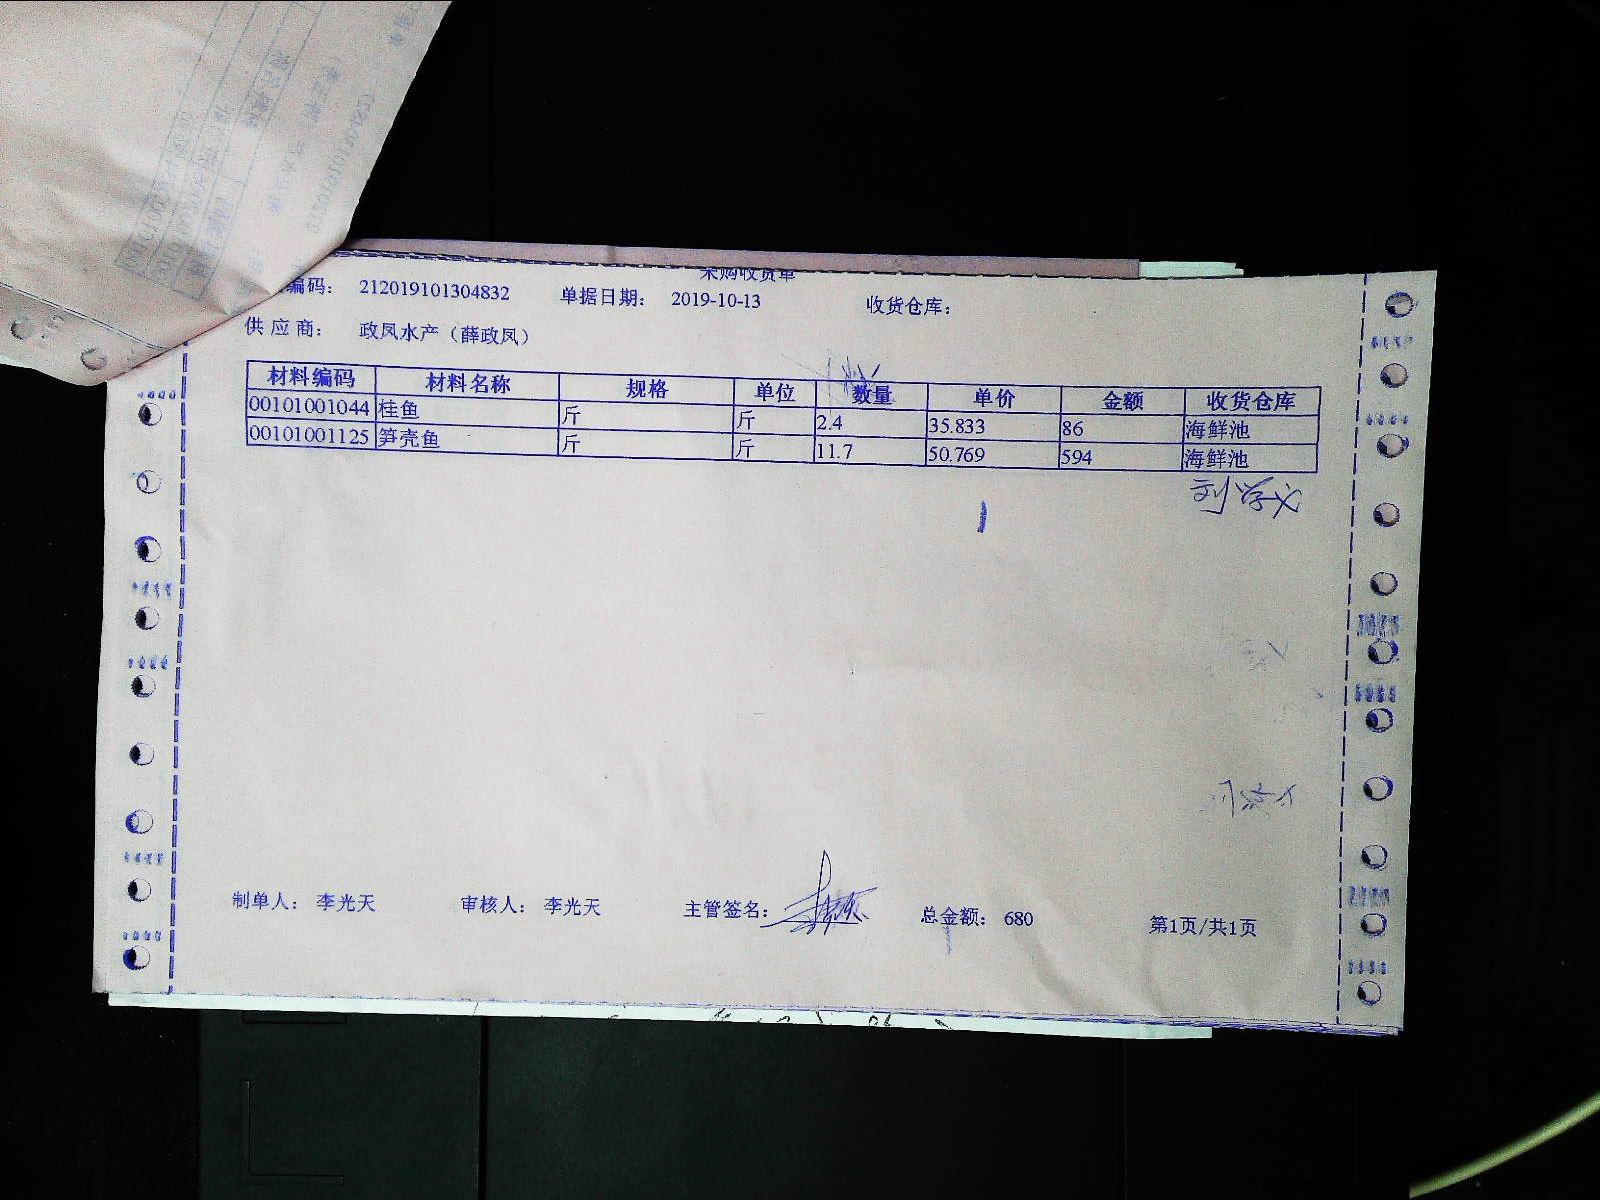 采购收货单
编码： 212019101304832 单据日期： 2019-10-13 收货仓库：
供应商： 政凤水产（薛政凤）
材料编码 材料名称 规格 单位 数量 单价 金额 收货仓库
00101001044 桂鱼 斤 斤 2.4 35.833 86 海鲜池
00101001125 笋壳鱼 斤 斤 11.7 50.769 594 海鲜池
制单人： 李光天 审核人： 李光天 主管签名： 总金额： 680 第1页/共1页